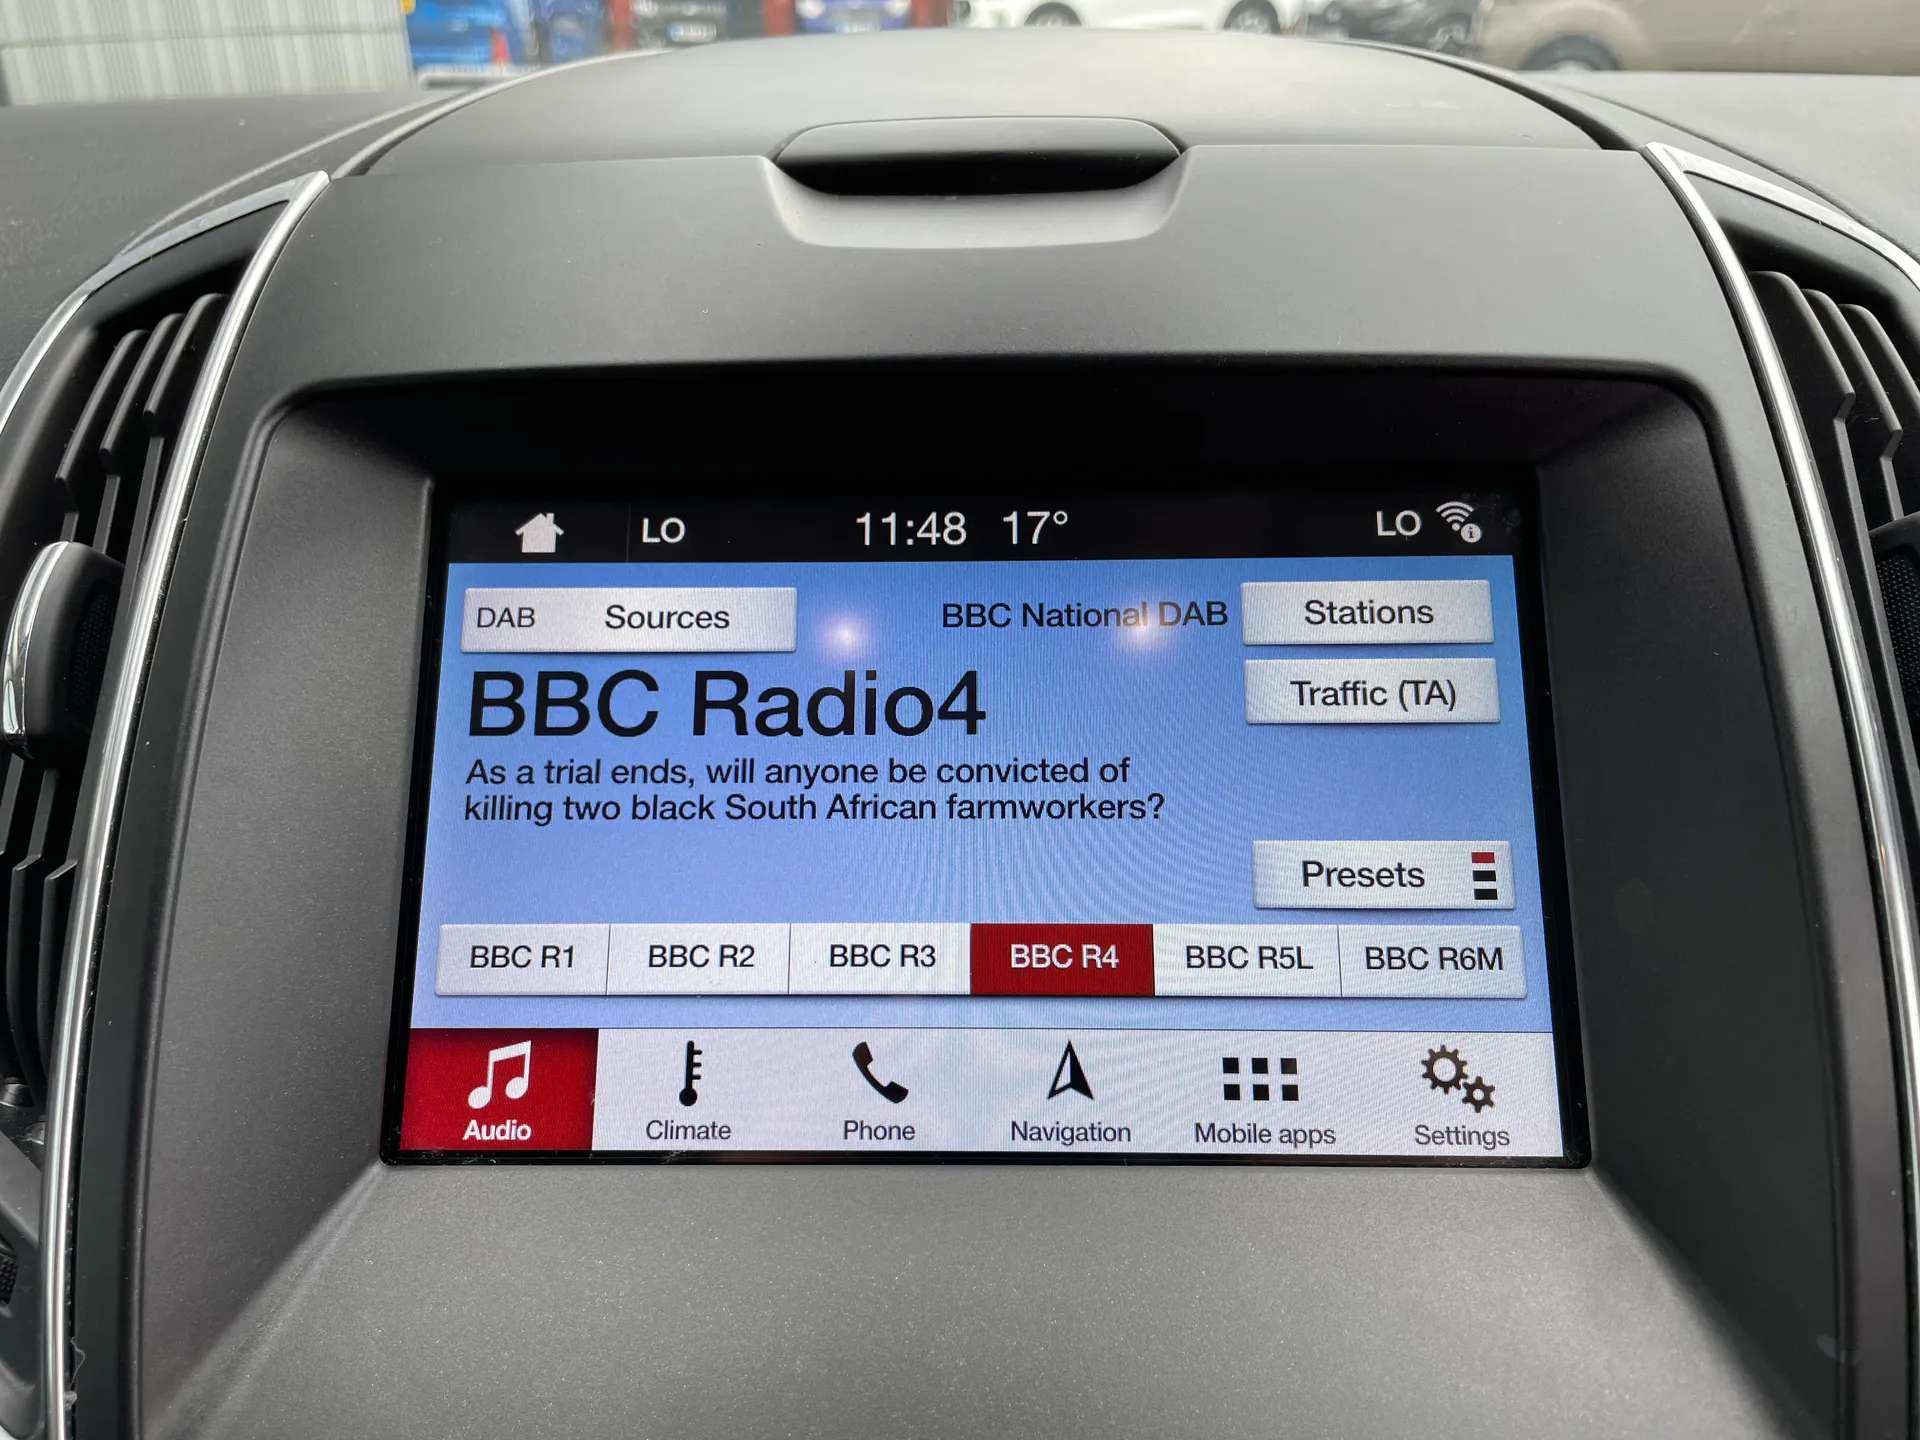 LO 11:48 17° LO
DAB Sources BBC National DAB Stations
BBC Radio4
Traffic (TA)
As a trial ends, will anyone be convicted of
killing two black South African farmworkers?
Presets
BBC R1 BBC R2 BBC R3 BBC R4 BBC R5L BBC R6M
Audio Climate Phone Navigation Mobile apps Settings